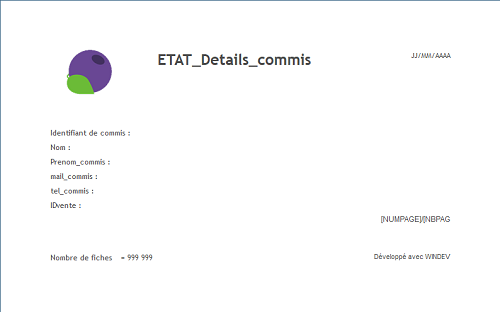 ETAT_Details_commis
JJ/MM/AAAA
Identifiant de commis :
Nom :
Prenom_commis :
mail_commis :
tel_commis :
IDvente :
[NUMPAGE]/[NBPAG
Nombre de fiches = 999 999
Développé avec WINDEV